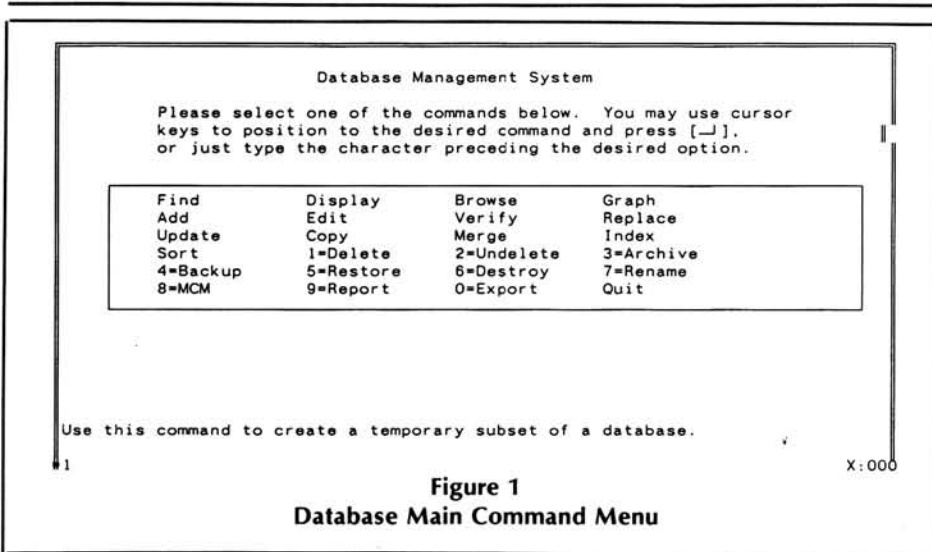 Database Management System
Please select one of the commands below. You may use cursor
keys to position to the desired command and press [↵],
or just type the character preceding the desired option.
Find Display Browse Graph
Add Edit Verify Replace
Update Copy Merge Index
Sort 1=Delete 2=Undelete 3=Archive
4=Backup 5=Restore 6=Destroy 7=Rename
8=MCM 9=Report 0=Export Quit
Use this command to create a temporary subset of a database.
#1 X:000
Figure 1
Database Main Command Menu